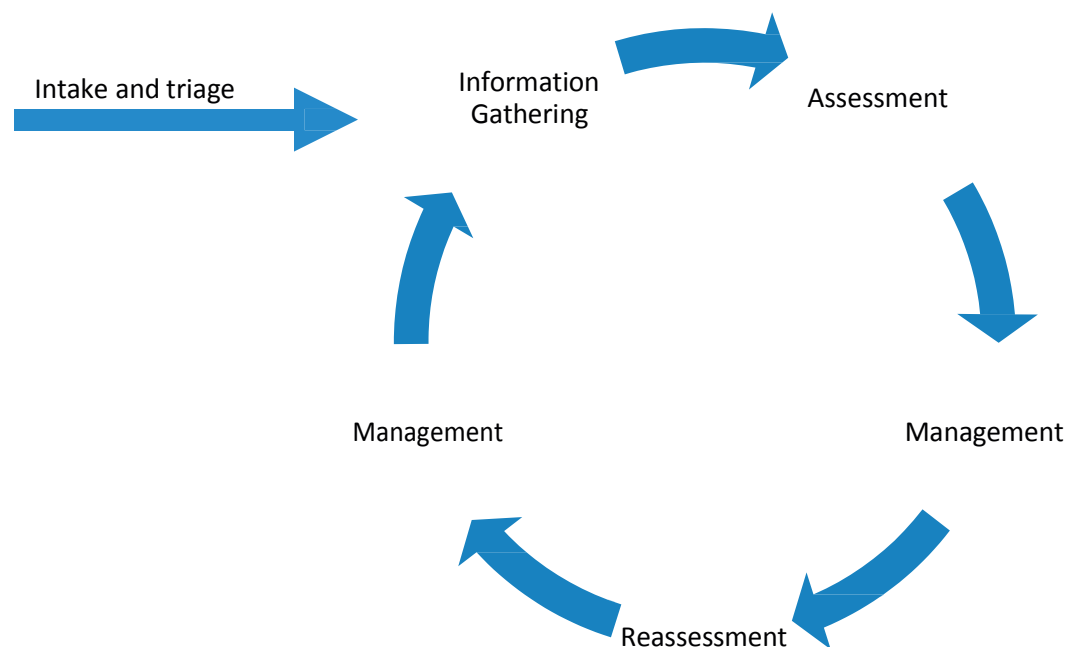 Intake and triage
Information
Gathering
Assessment
Management
Management
Reassessment